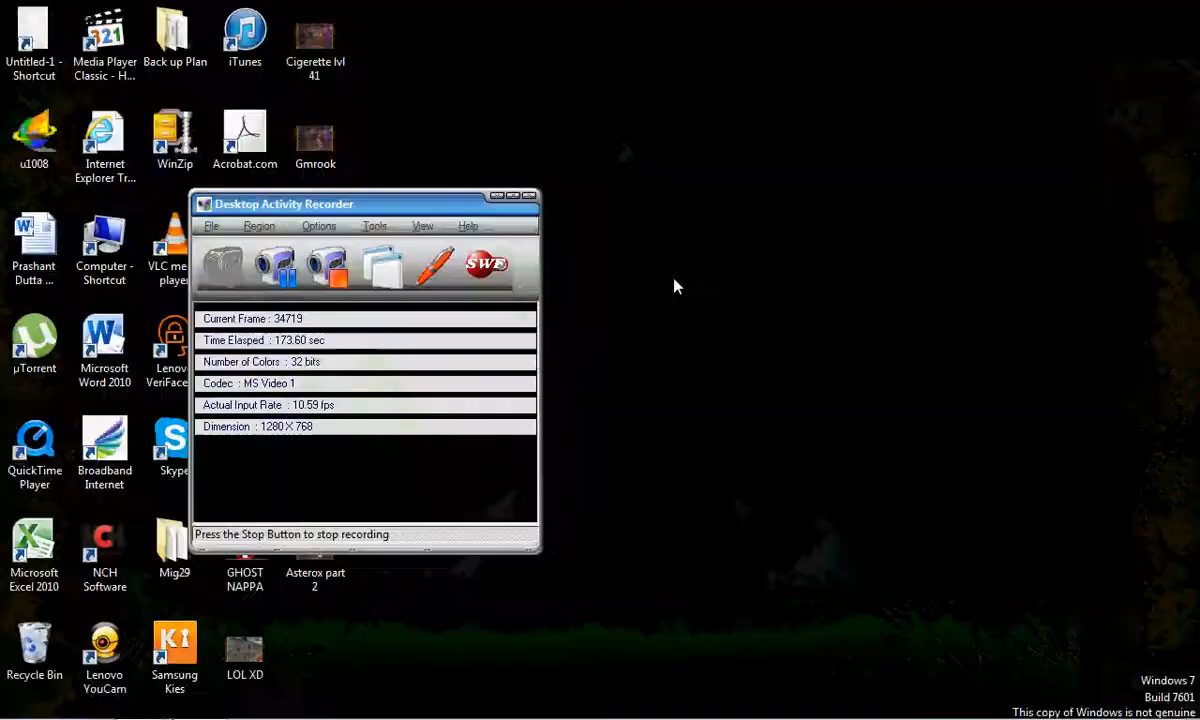 Untitled-1 -
Shortcut
Media Player
Classic - H...
Back up Plan
iTunes
Cigerette lvl
41
u1008
Internet
Explorer Tr...
WinZip
Acrobat.com
Gmrook
Prashant
Dutta ...
Computer -
Shortcut
VLC me
player
µTorrent
Microsoft
Word 2010
Lenov
VeriFace
QuickTime
Player
Broadband
Internet
Skype
Microsoft
Excel 2010
NCH
Software
Mig29
GHOST
NAPPA
Asterox part
2
Recycle Bin
Lenovo
YouCam
Samsung
Kies
LOL XD
Desktop Activity Recorder
File Region Options Tools View Help
SWF
Current Frame : 34719
Time Elasped : 173.60 sec
Number of Colors : 32 bits
Codec : MS Video 1
Actual Input Rate : 10.59 fps
Dimension : 1280 X 768
Press the Stop Button to stop recording
Windows 7
Build 7601
This copy of Windows is not genuine